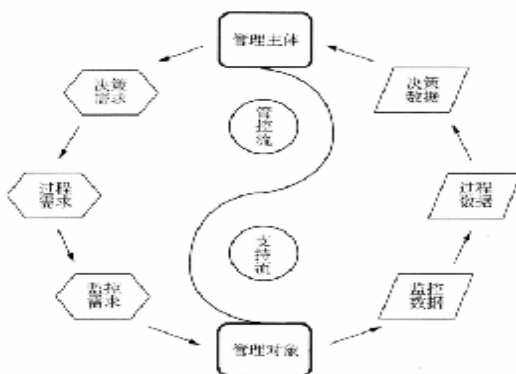 管理主体
决策
需求
决策
数据
管
控
流
过程
需求
过程
数据
支
持
流
监控
需求
监控
数据
管理对象